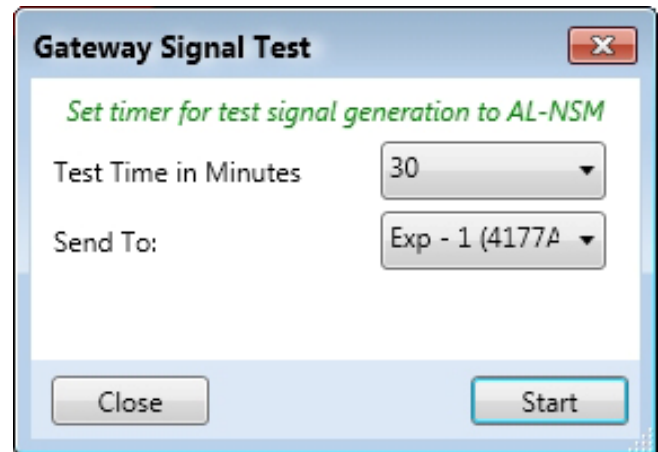 Gateway Signal Test
Set timer for test signal generation to AL-NSM
Test Time in Minutes 30
Send To: Exp - 1 (4177A
Close Start